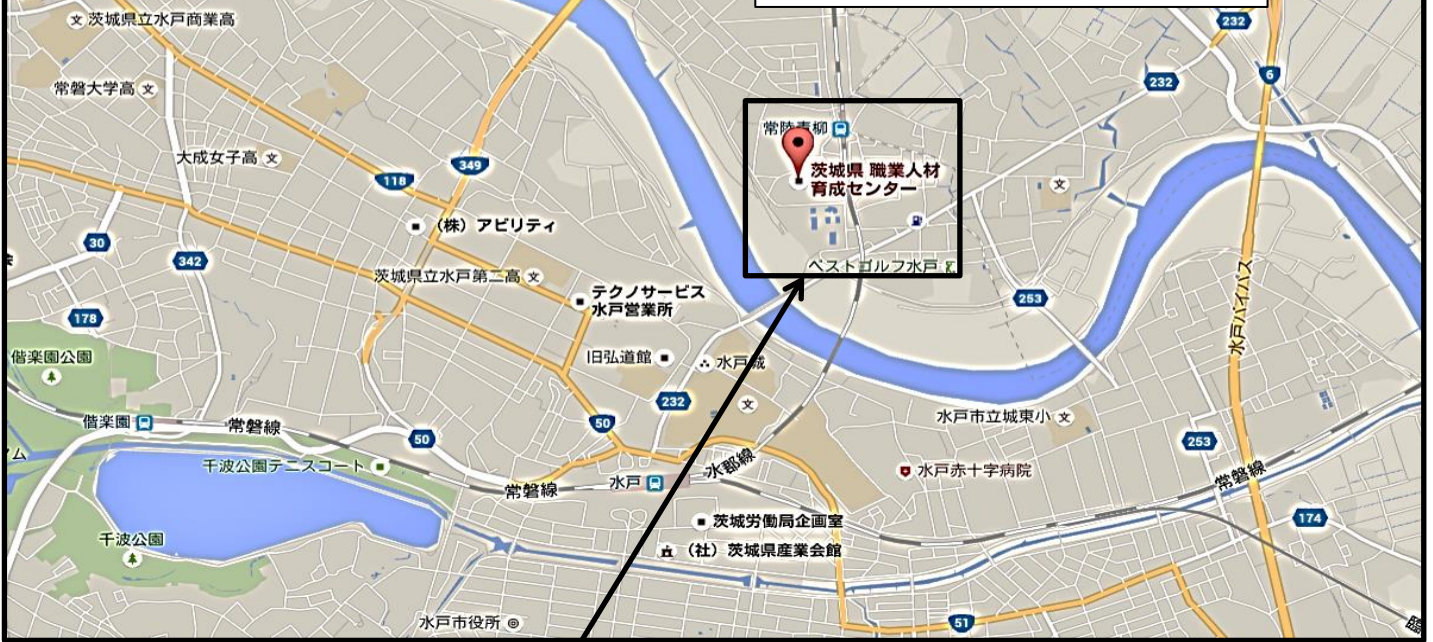 茨城県立水戸商業高
232
6
常磐大学高
232
常陸青柳
大成女子高
349
茨城県 職業人材
育成センター
118
(株) アビリティ
30
342
茨城県立水戸第二高
ベストゴルフ水戸
テクノサービス
水戸営業所
253
178
水戸バイパス
偕楽園公園
旧弘道館
水戸城
232
水戸市立城東小
偕楽園
常磐線
50
50
253
千波公園テニスコート
水郡線
水戸赤十字病院
常磐線
水戸
常磐線
茨城労働局企画室
174
千波公園
(社) 茨城県産業会館
水戸市役所
51